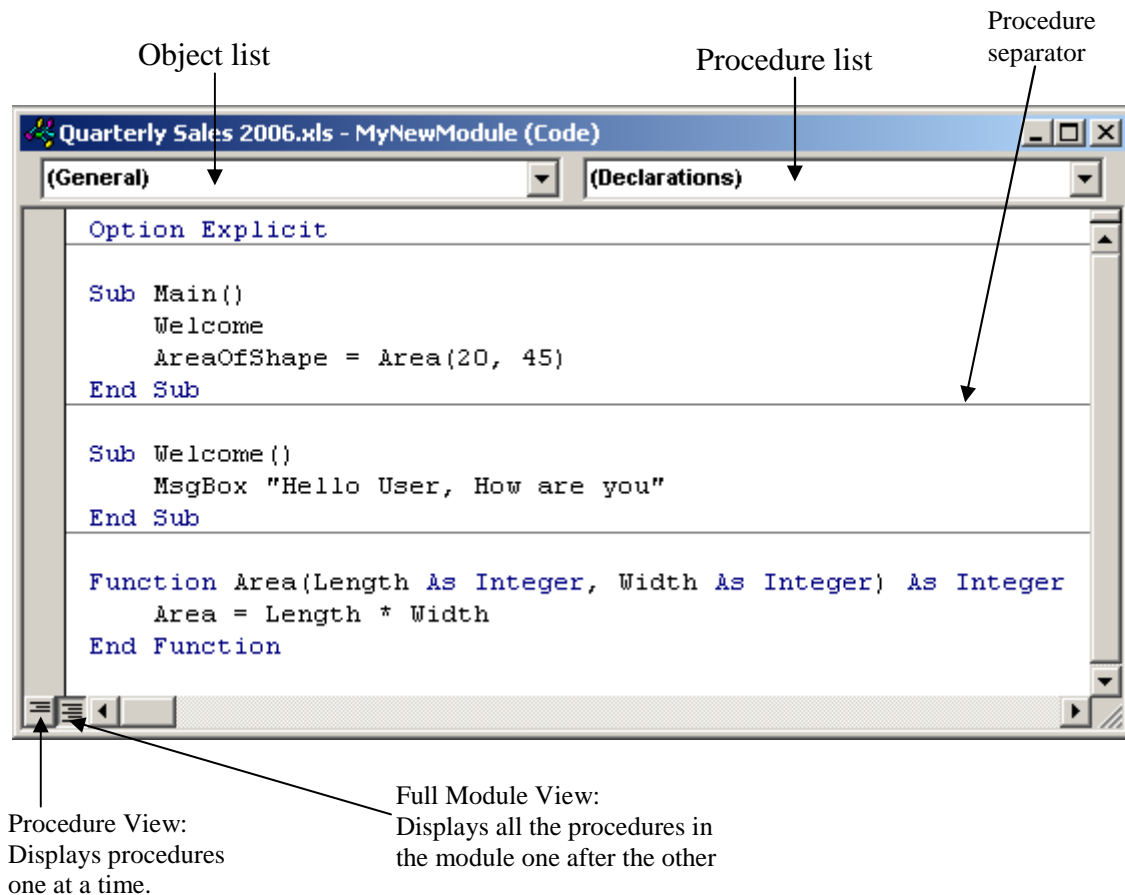 Procedure
separator
Object list
Procedure list
Quarterly Sales 2006.xls - MyNewModule (Code)
(General)
(Declarations)
Option Explicit
Sub Main()
Welcome
AreaOfShape = Area(20, 45)
End Sub
Sub Welcome()
MsgBox "Hello User, How are you"
End Sub
Function Area(Length As Integer, Width As Integer) As Integer
Area = Length * Width
End Function
Procedure View:
Displays procedures
one at a time.
Full Module View:
Displays all the procedures in
the module one after the other